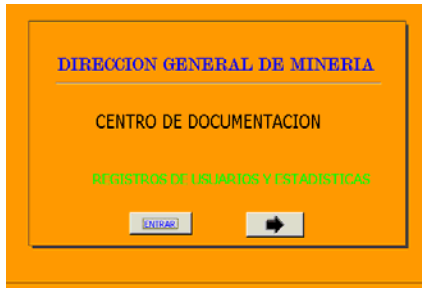 DIRECCION GENERAL DE MINERIA
CENTRO DE DOCUMENTACION
REGISTROS DE USUARIOS Y ESTADISTICAS
ENTRAR